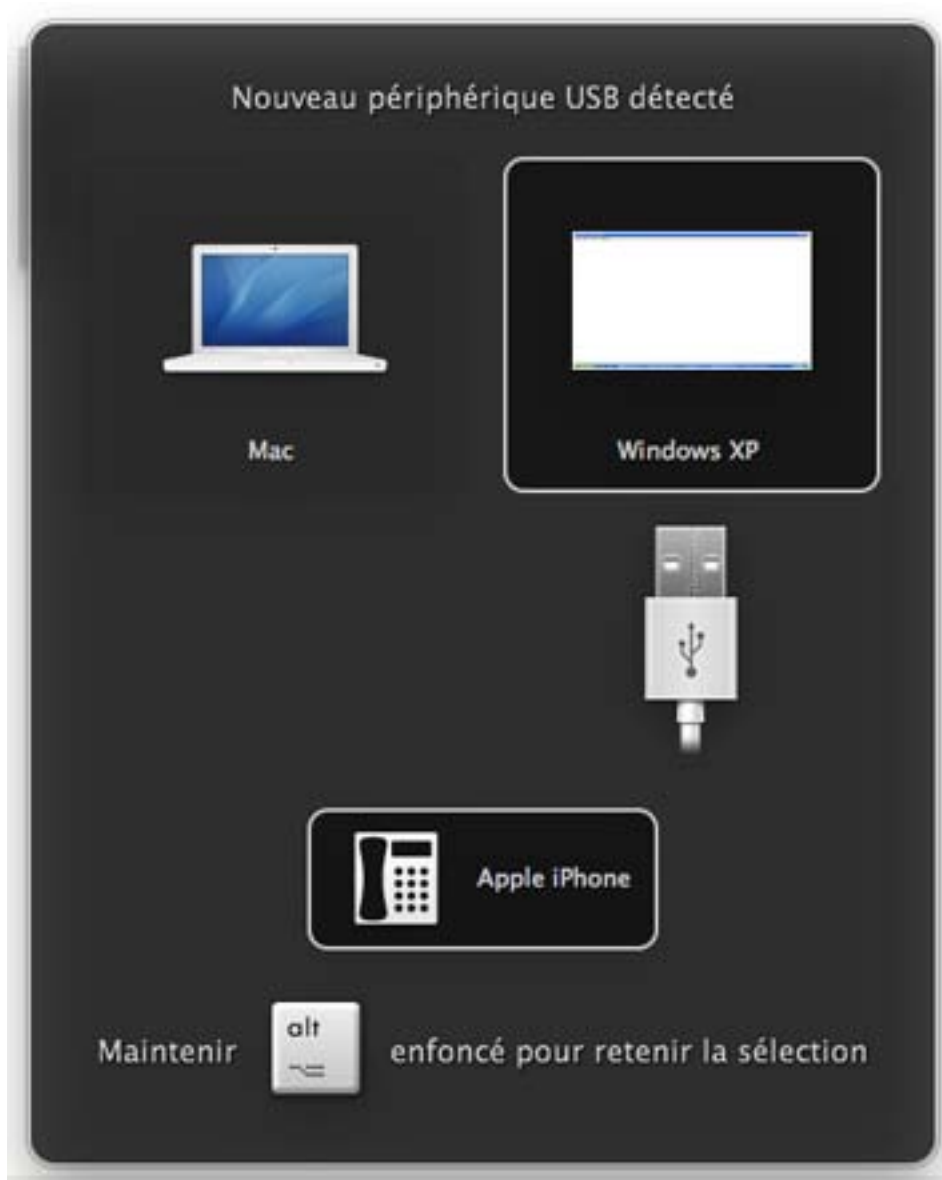 Nouveau périphérique USB détecté
Mac
Windows XP
Apple iPhone
Maintenir alt enfoncé pour retenir la sélection